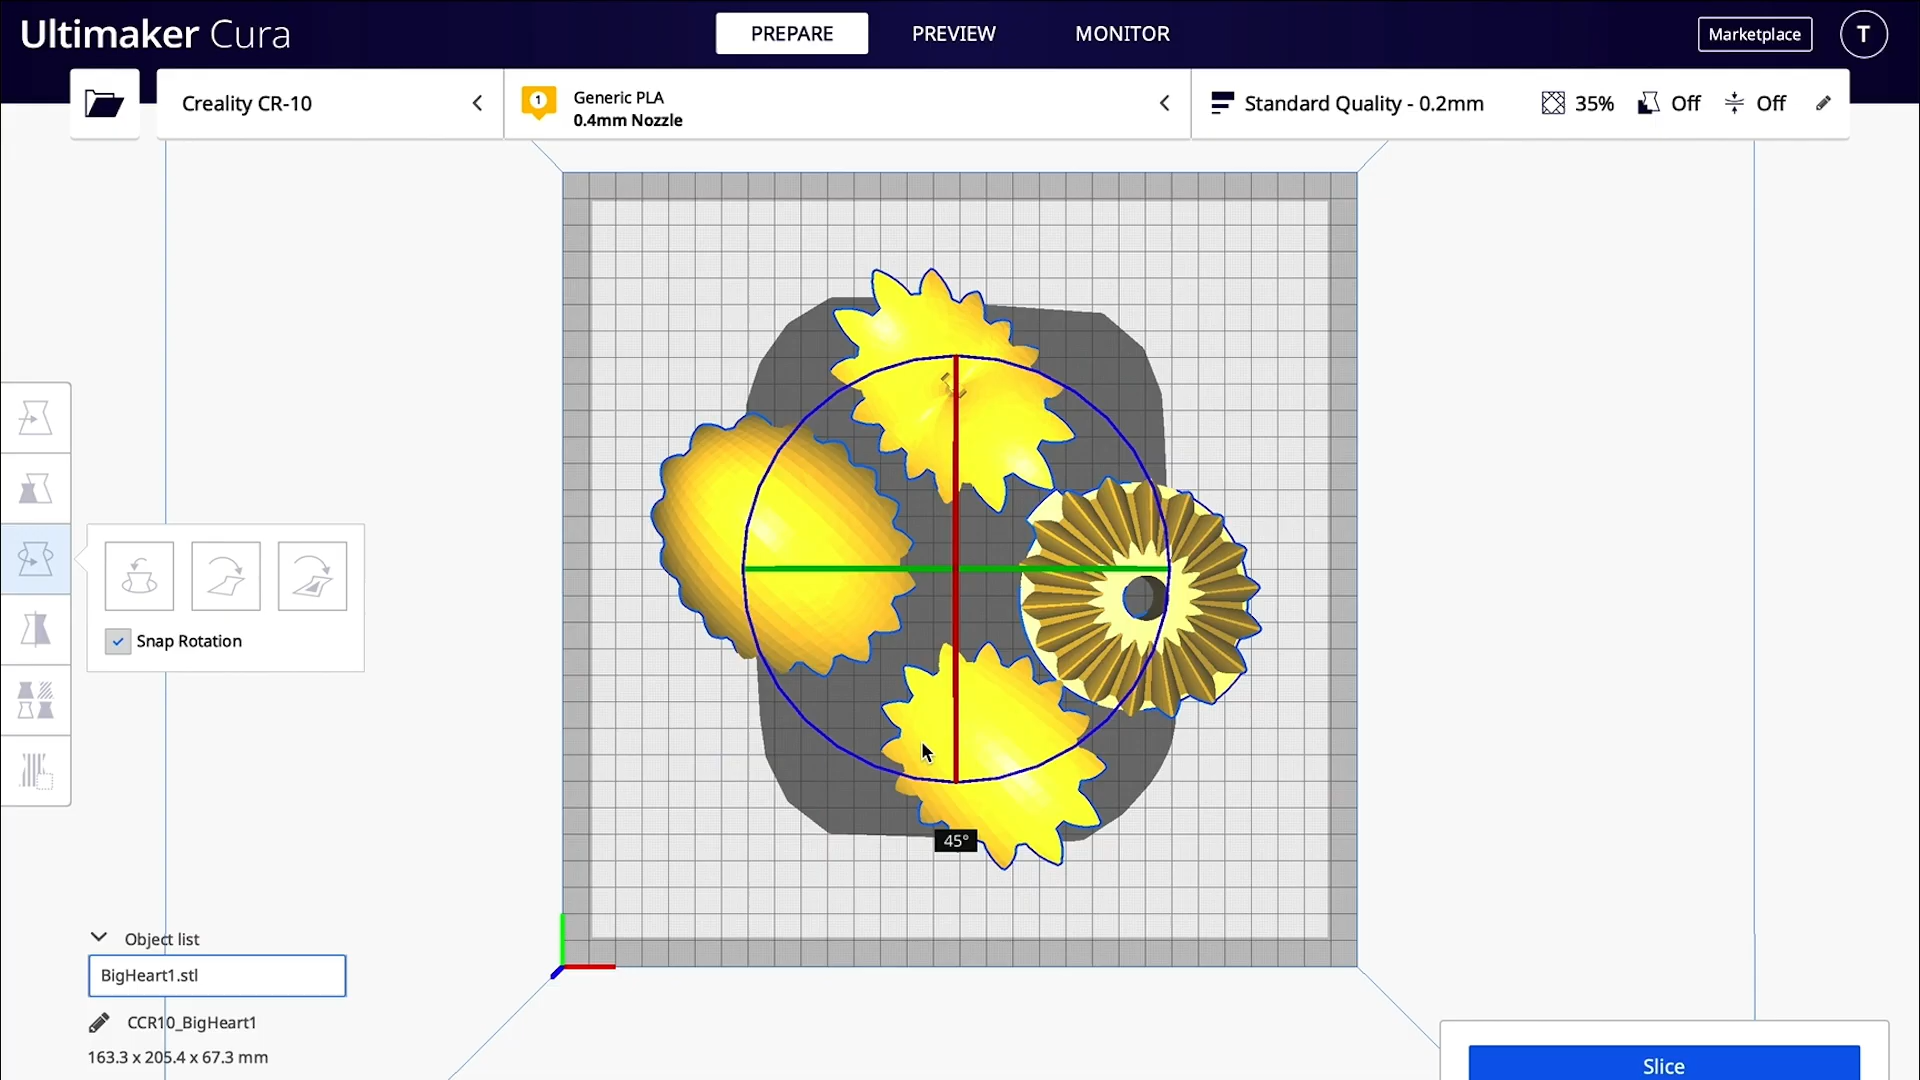 Ultimaker Cura
PREPARE
PREVIEW
MONITOR
Marketplace
T
Creality CR-10
1
Generic PLA
0.4mm Nozzle
Standard Quality - 0.2mm
35%
Off
Off
Snap Rotation
45°
Object list
BigHeart1.stl
CCR10_BigHeart1
163.3 x 205.4 x 67.3 mm
Slice